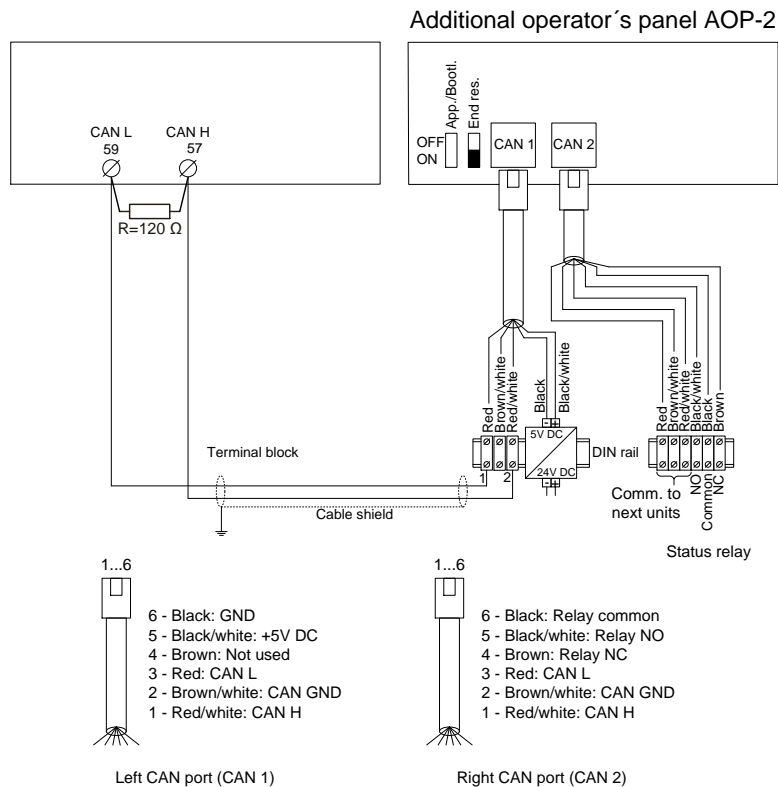 Additional operator´s panel AOP-2
App./Bootl.
End res.
OFF
ON
CAN 1
CAN 2
CAN L
59
CAN H
57
R=120 Ω
Red
Brown/white
Red/white
Black
Black/white
Red
Brown/white
Red/white
Black/white
Black
Brown
Terminal block
- +
5V DC
24V DC
- +
DIN rail
1
2
Cable shield
Comm. to
next units
NO
Common
NC
Status relay
1...6
6 - Black: GND
5 - Black/white: +5V DC
4 - Brown: Not used
3 - Red: CAN L
2 - Brown/white: CAN GND
1 - Red/white: CAN H
Left CAN port (CAN 1)
1...6
6 - Black: Relay common
5 - Black/white: Relay NO
4 - Brown: Relay NC
3 - Red: CAN L
2 - Brown/white: CAN GND
1 - Red/white: CAN H
Right CAN port (CAN 2)